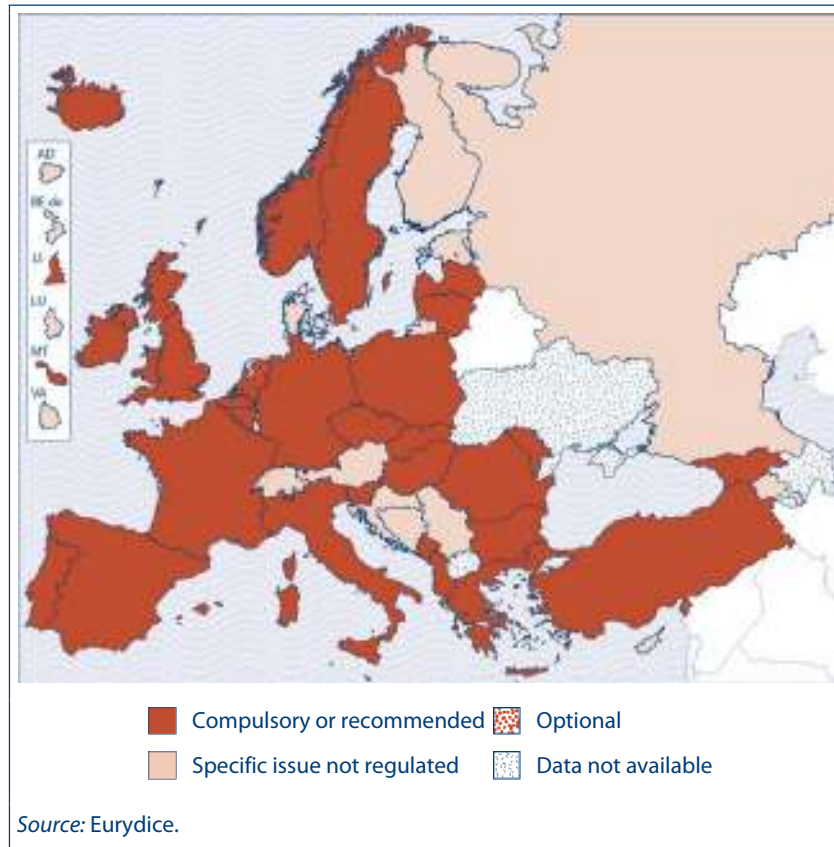 AD
BE de
LI
LU
MT
VA
Compulsory or recommended
Optional
Specific issue not regulated
Data not available
Source: Eurydice.